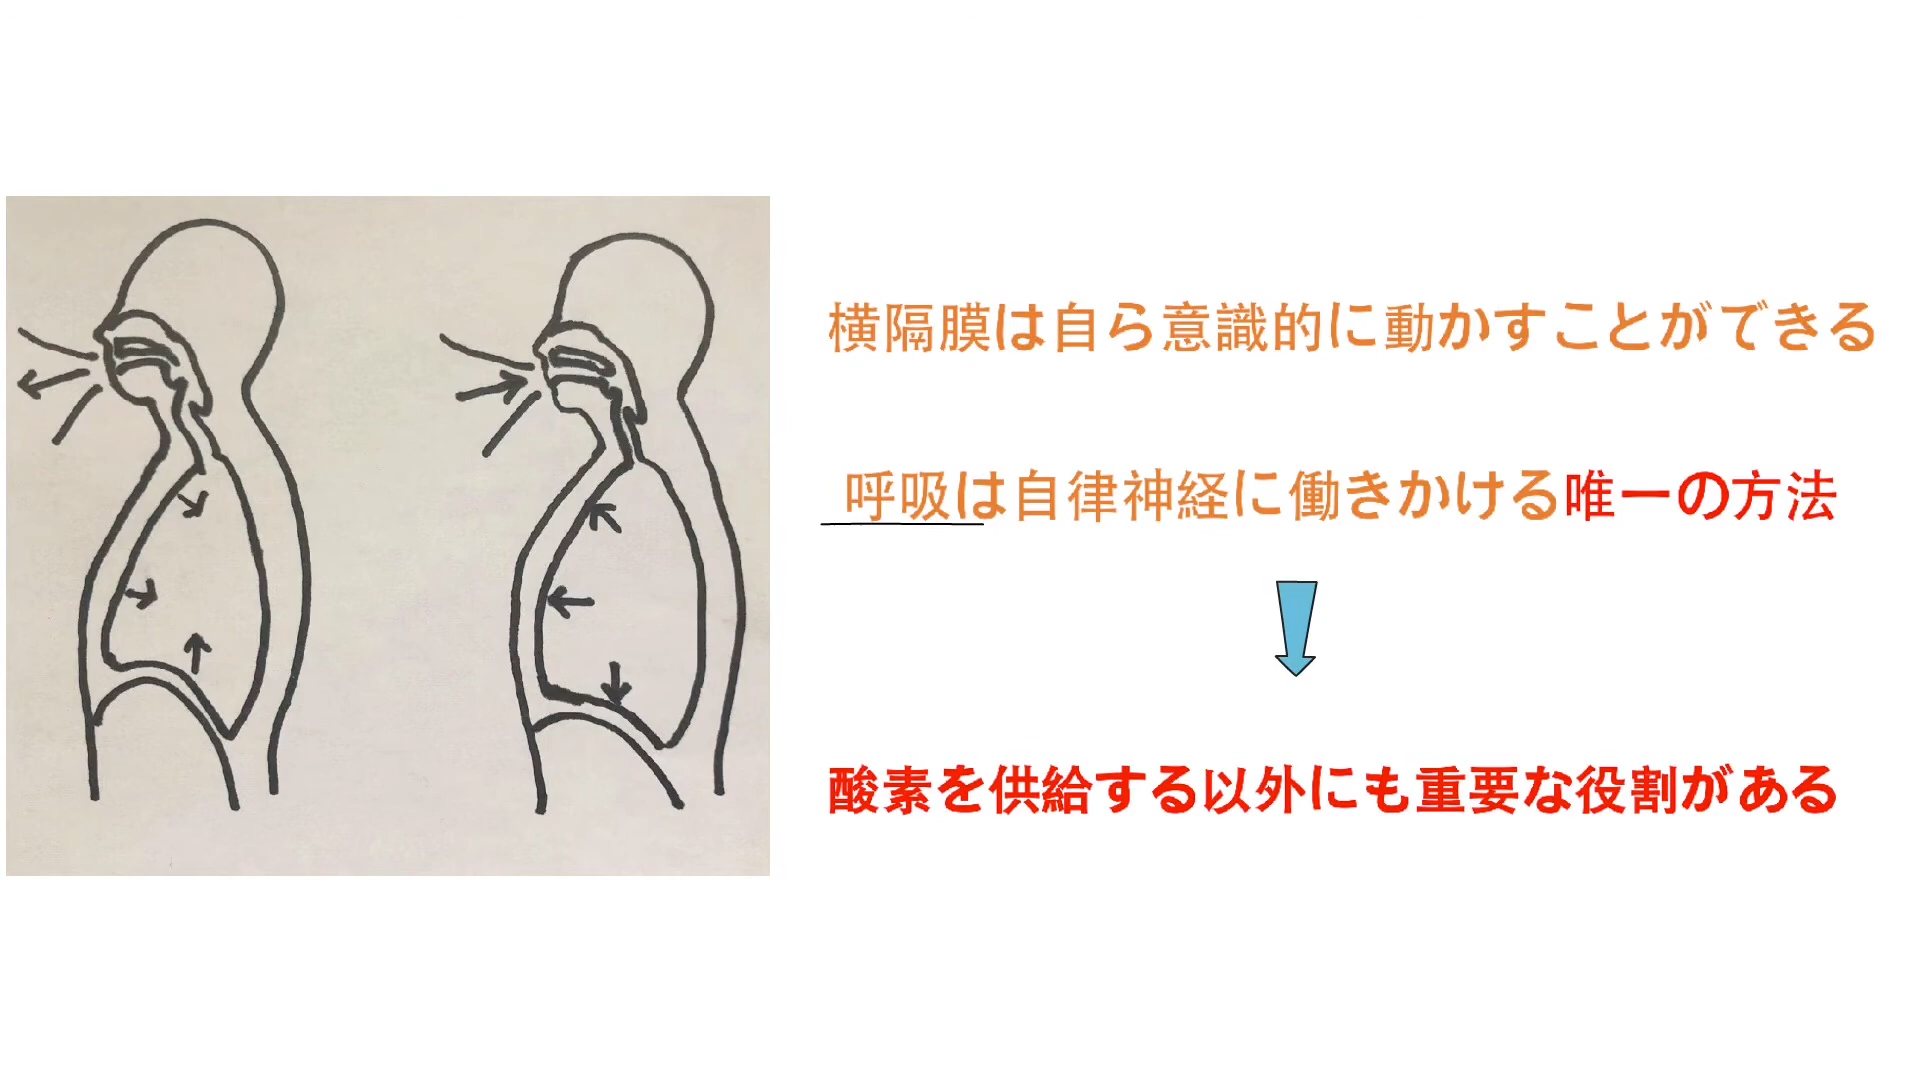 横隔膜は自ら意識的に動かすことができる
呼吸は自律神経に働きかける唯一の方法
酸素を供給する以外にも重要な役割がある